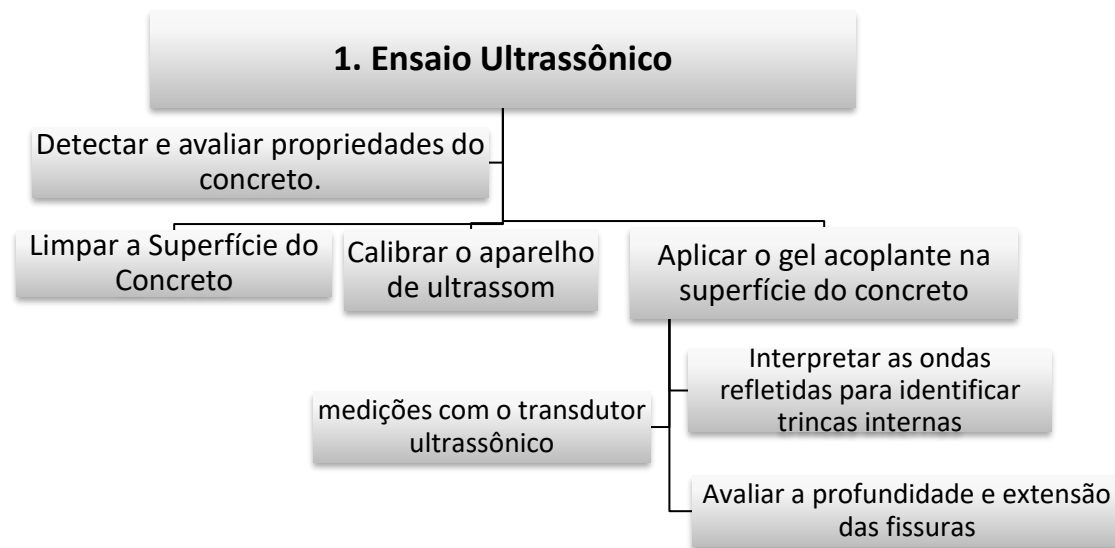 1. Ensaio Ultrassônico
Detectar e avaliar propriedades do
concreto.
Limpar a Superfície do
Concreto
Calibrar o aparelho
de ultrassom
Aplicar o gel acoplante na
superfície do concreto
Interpretar as ondas
refletidas para identificar
trincas internas
medições com o transdutor
ultrassônico
Avaliar a profundidade e extensão
das fissuras